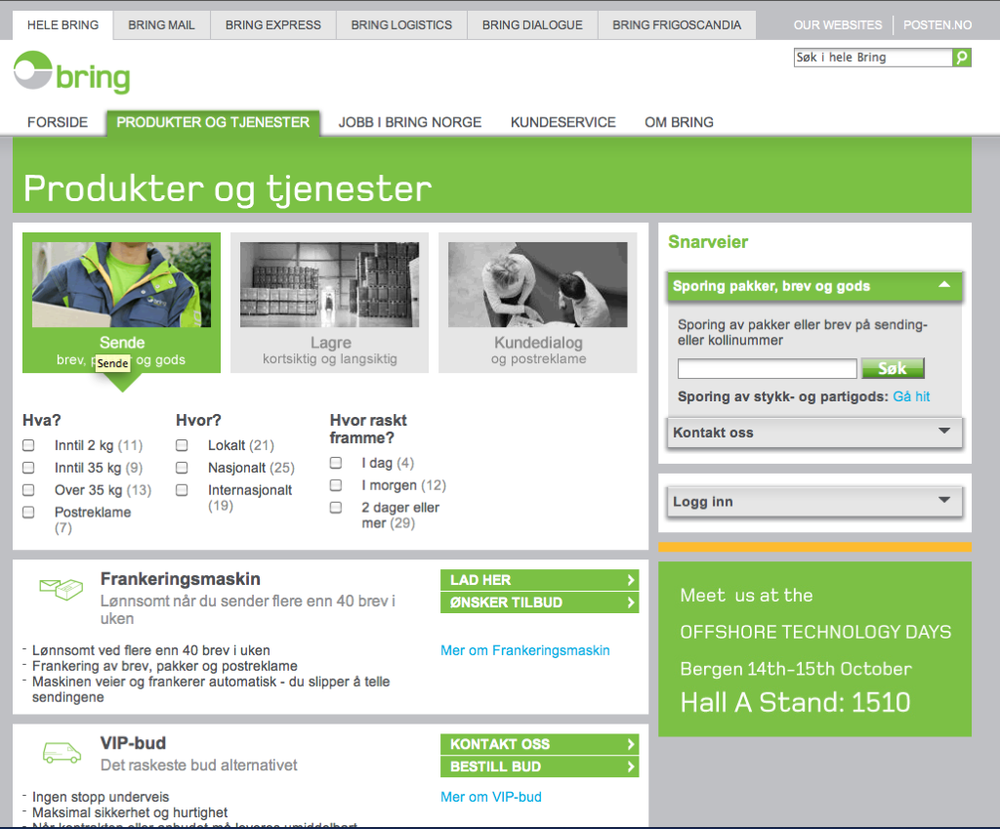 HELE BRING BRING MAIL BRING EXPRESS BRING LOGISTICS BRING DIALOGUE BRING FRIGOSCANDIA OUR WEBSITES POSTEN.NO
Søk i hele Bring
bring
FORSIDE PRODUKTER OG TJENESTER JOBB I BRING NORGE KUNDESERVICE OM BRING
Produkter og tjenester
Sende
brev, og gods
Sende
Lagre
kortsiktig og langsiktig
Kundedialog
og postreklame
Hva?
Inntil 2 kg (11)
Inntil 35 kg (9)
Over 35 kg (13)
Postreklame
(7)
Hvor?
Lokalt (21)
Nasjonalt (25)
Internasjonalt
(19)
Hvor raskt
framme?
I dag (4)
I morgen (12)
2 dager eller
mer (29)
Frankeringsmaskin
Lønnsomt når du sender flere enn 40 brev i
uken
- Lønnsomt ved flere enn 40 brev i uken
- Frankering av brev, pakker og postreklame
- Maskinen veier og frankerer automatisk - du slipper å telle
sendingene
LAD HER
ØNSKER TILBUD
Mer om Frankeringsmaskin
VIP-bud
Det raskeste bud alternativet
- Ingen stopp underveis
- Maksimal sikkerhet og hurtighet
- Når kontrakten eller anbudet må leveres umiddelbart
KONTAKT OSS
BESTILL BUD
Mer om VIP-bud
Snarveier
Sporing pakker, brev og gods
Sporing av pakker eller brev på sending-
eller kollinummer
Søk
Sporing av stykk- og partigods: Gå hit
Kontakt oss
Logg inn
Meet us at the
OFFSHORE TECHNOLOGY DAYS
Bergen 14th-15th October
Hall A Stand: 1510